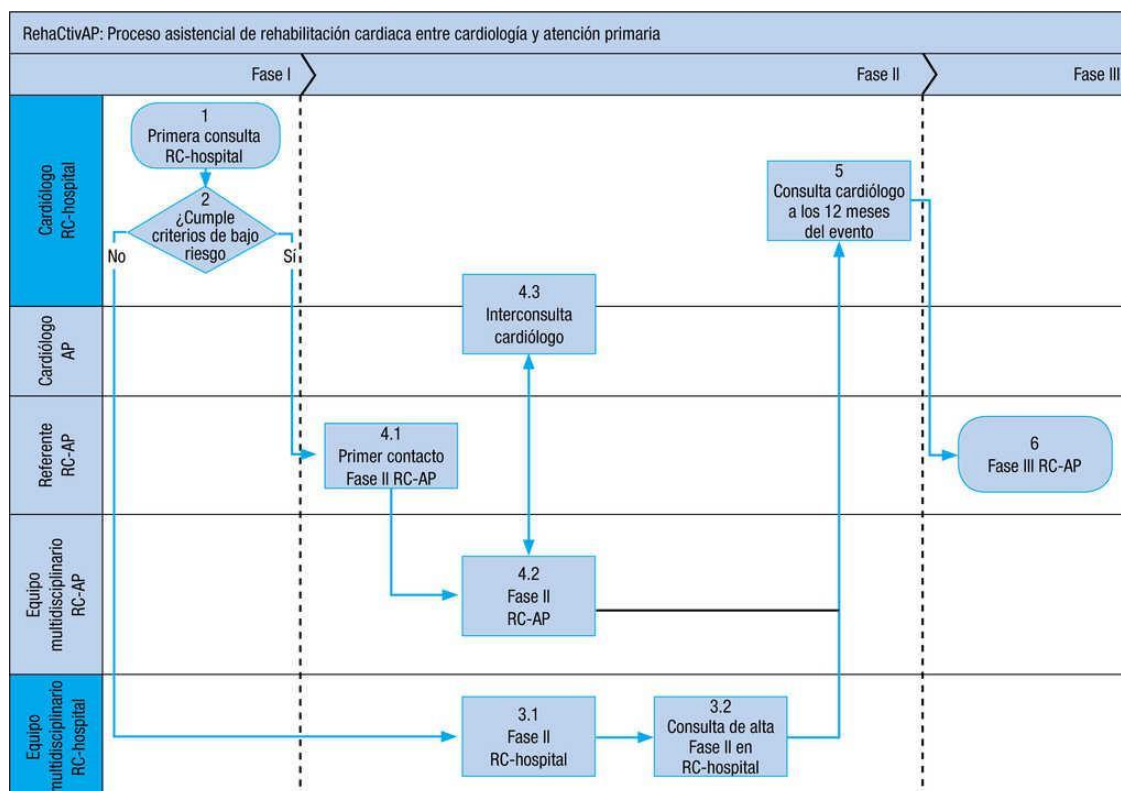 RehaCtivAP: Proceso asistencial de rehabilitación cardiaca entre cardiología y atención primaria
Fase I
Fase II
Fase III
Cardiólogo
RC-hospital
1
Primera consulta
RC-hospital
2
¿Cumple
criterios de bajo
riesgo
No
Sí
5
Consulta cardiólogo
a los 12 meses
del evento
Cardiólogo
AP
4.3
Interconsulta
cardiólogo
Referente
RC-AP
4.1
Primer contacto
Fase II RC-AP
6
Fase III RC-AP
Equipo
multidisciplinario
RC-AP
4.2
Fase II
RC-AP
Equipo
multidisciplinario
RC-hospital
3.1
Fase II
RC-hospital
3.2
Consulta de alta
Fase II en
RC-hospital